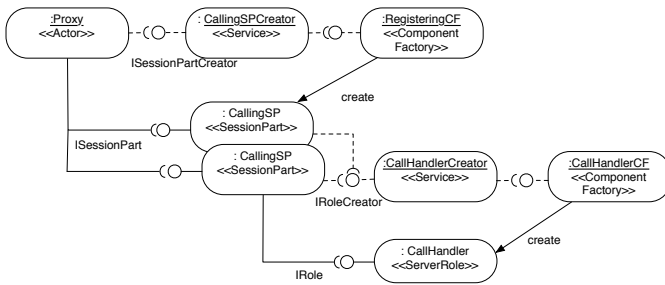 :Proxy
<<Actor>>
:CallingSPCreator
<<Service>>
:RegisteringCF
<<Component
Factory>>
ISessionPartCreator
create
: CallingSP
<<SessionPart>>
ISessionPart
: CallingSP
<<SessionPart>>
:CallHandlerCreator
<<Service>>
:CallHandlerCF
<<Component
Factory>>
IRoleCreator
create
: CallHandler
<<ServerRole>>
IRole